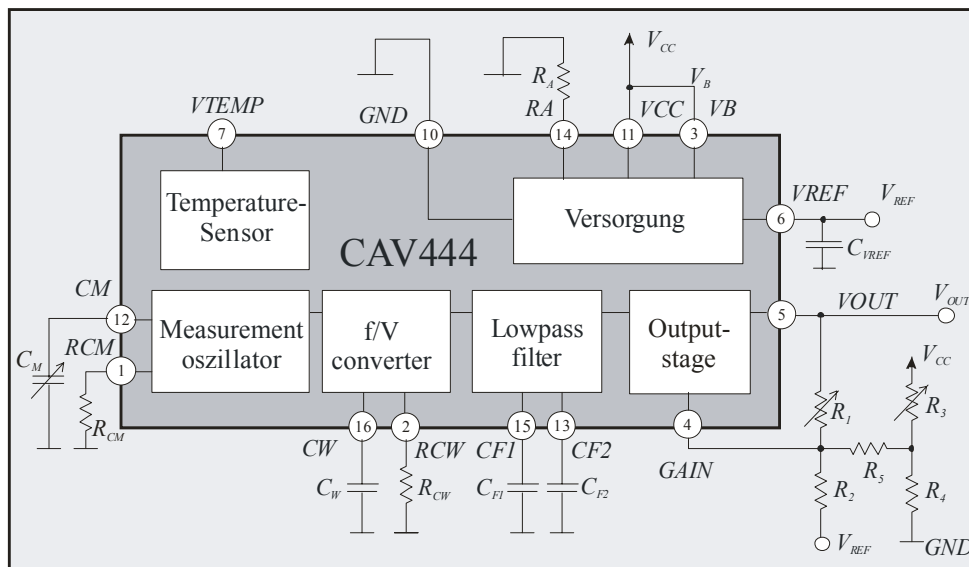 V_CC
R_A
V_B
VTEMP
GND
RA
VCC
VB
7
10
14
11
3
Temperature-
Sensor
Versorgung
VREF
V_REF
6
C_VREF
CAV444
CM
12
Measurement
oszillator
f/V
converter
Lowpass
filter
Output-
stage
5
VOUT
V_OUT
C_M
RCM
1
R_CM
V_CC
R_1
R_3
16
2
15
13
4
CW
RCW
CF1
CF2
GAIN
R_5
C_W
R_CW
C_F1
C_F2
R_2
R_4
V_REF
GND